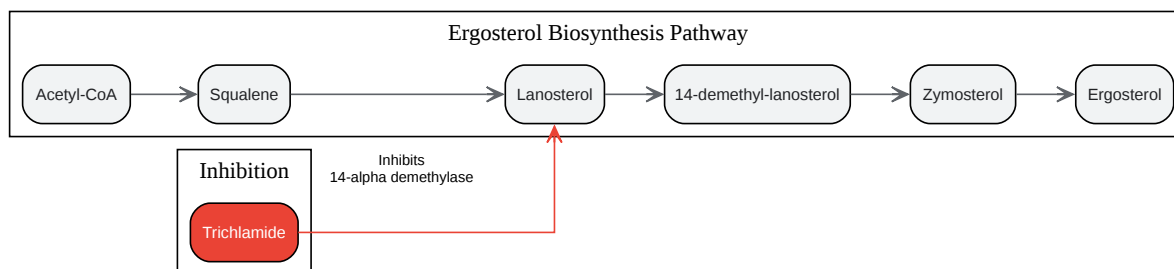 Ergosterol Biosynthesis Pathway
Acetyl-CoA
Squalene
Lanosterol
14-demethyl-lanosterol
Zymosterol
Ergosterol
Inhibition
Trichlamide
Inhibits
14-alpha demethylase